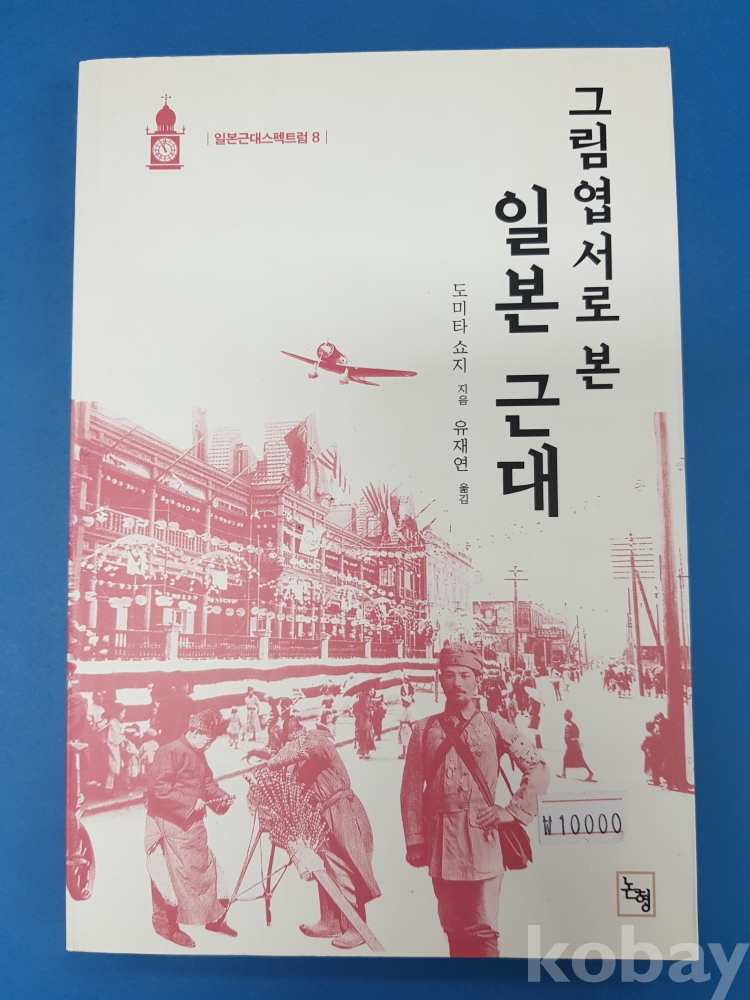 일본근대스펙트럼 8
그림엽서로 본
일본 근대
도미타 쇼지 지음 유재연 옮김
₩10000
논형
kobay